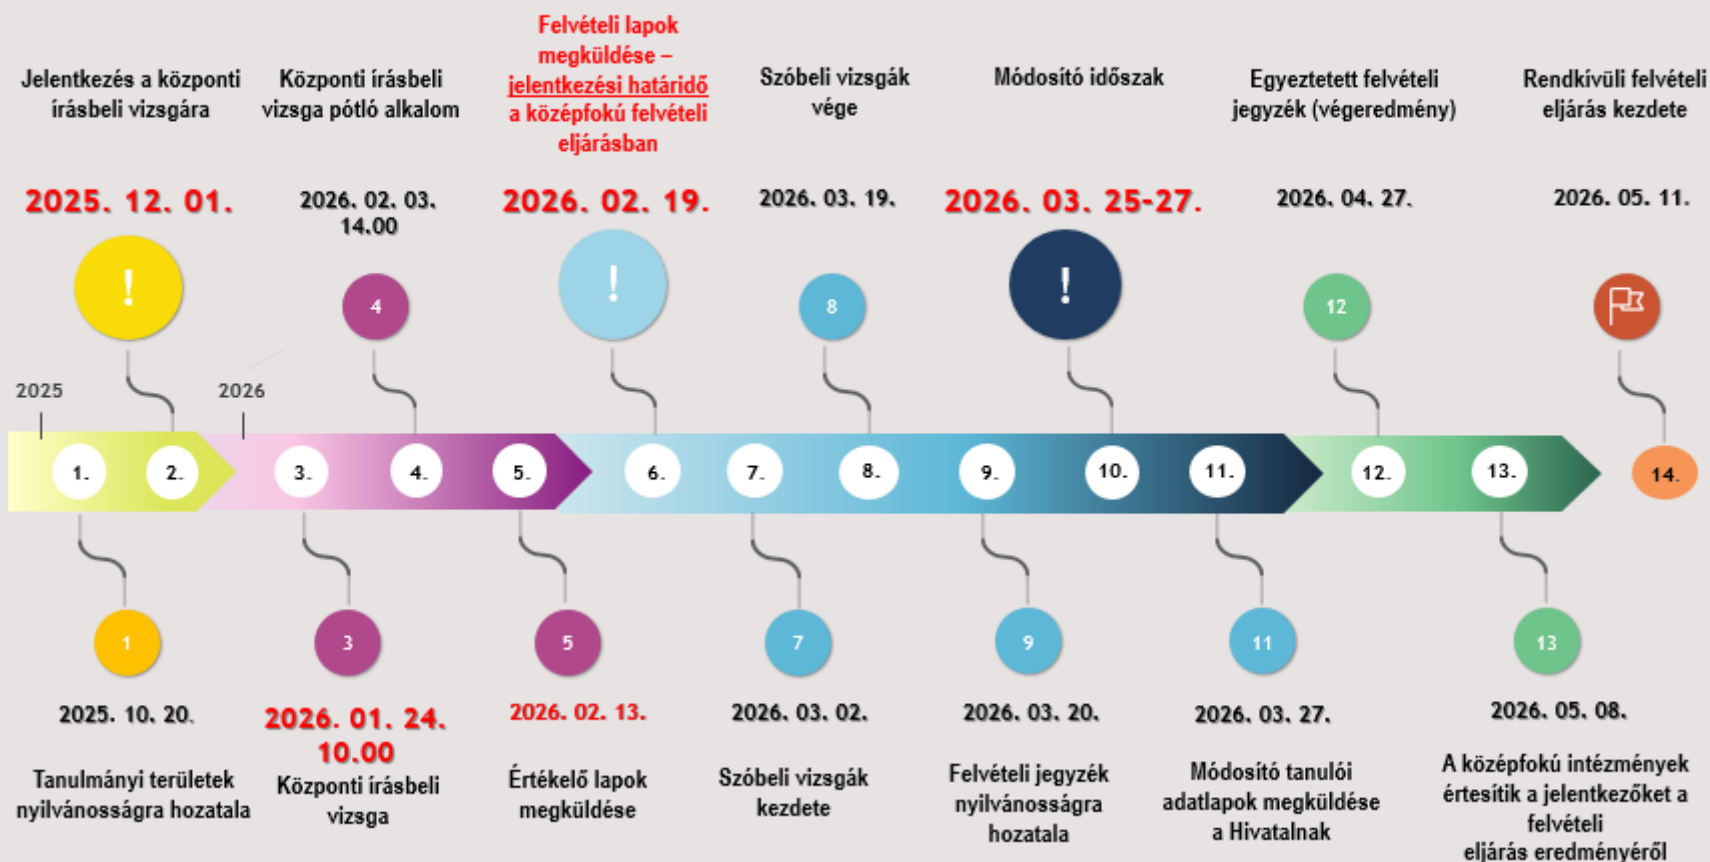 Jelentkezés a központi
írásbeli vizsgára
2025. 12. 01.
!
Központi írásbeli
vizsga pótló alkalom
2026. 02. 03.
14.00
4
Felvételi lapok
megküldése –
jelentkezési határidő
a középfokú felvételi
eljárásban
2026. 02. 19.
!
Szóbeli vizsgák
vége
2026. 03. 19.
8
Módosító időszak
2026. 03. 25-27.
!
Egyeztetett felvételi
jegyzék (végeredmény)
2026. 04. 27.
12
Rendkívüli felvételi
eljárás kezdete
2026. 05. 11.
2025
2026
1.
2.
3.
4.
5.
6.
7.
8.
9.
10.
11.
12.
13.
14.
1
2025. 10. 20.
Tanulmányi területek
nyilvánosságra hozatala
3
2026. 01. 24.
10.00
Központi írásbeli
vizsga
5
2026. 02. 13.
Értékelő lapok
megküldése
7
2026. 03. 02.
Szóbeli vizsgák
kezdete
9
2026. 03. 20.
Felvételi jegyzék
nyilvánosságra
hozatala
11
2026. 03. 27.
Módosító tanulói
adatlapok megküldése
a Hivatalnak
13
2026. 05. 08.
A középfokú intézmények
értesítik a jelentkezőket a
felvételi
eljárás eredményéről